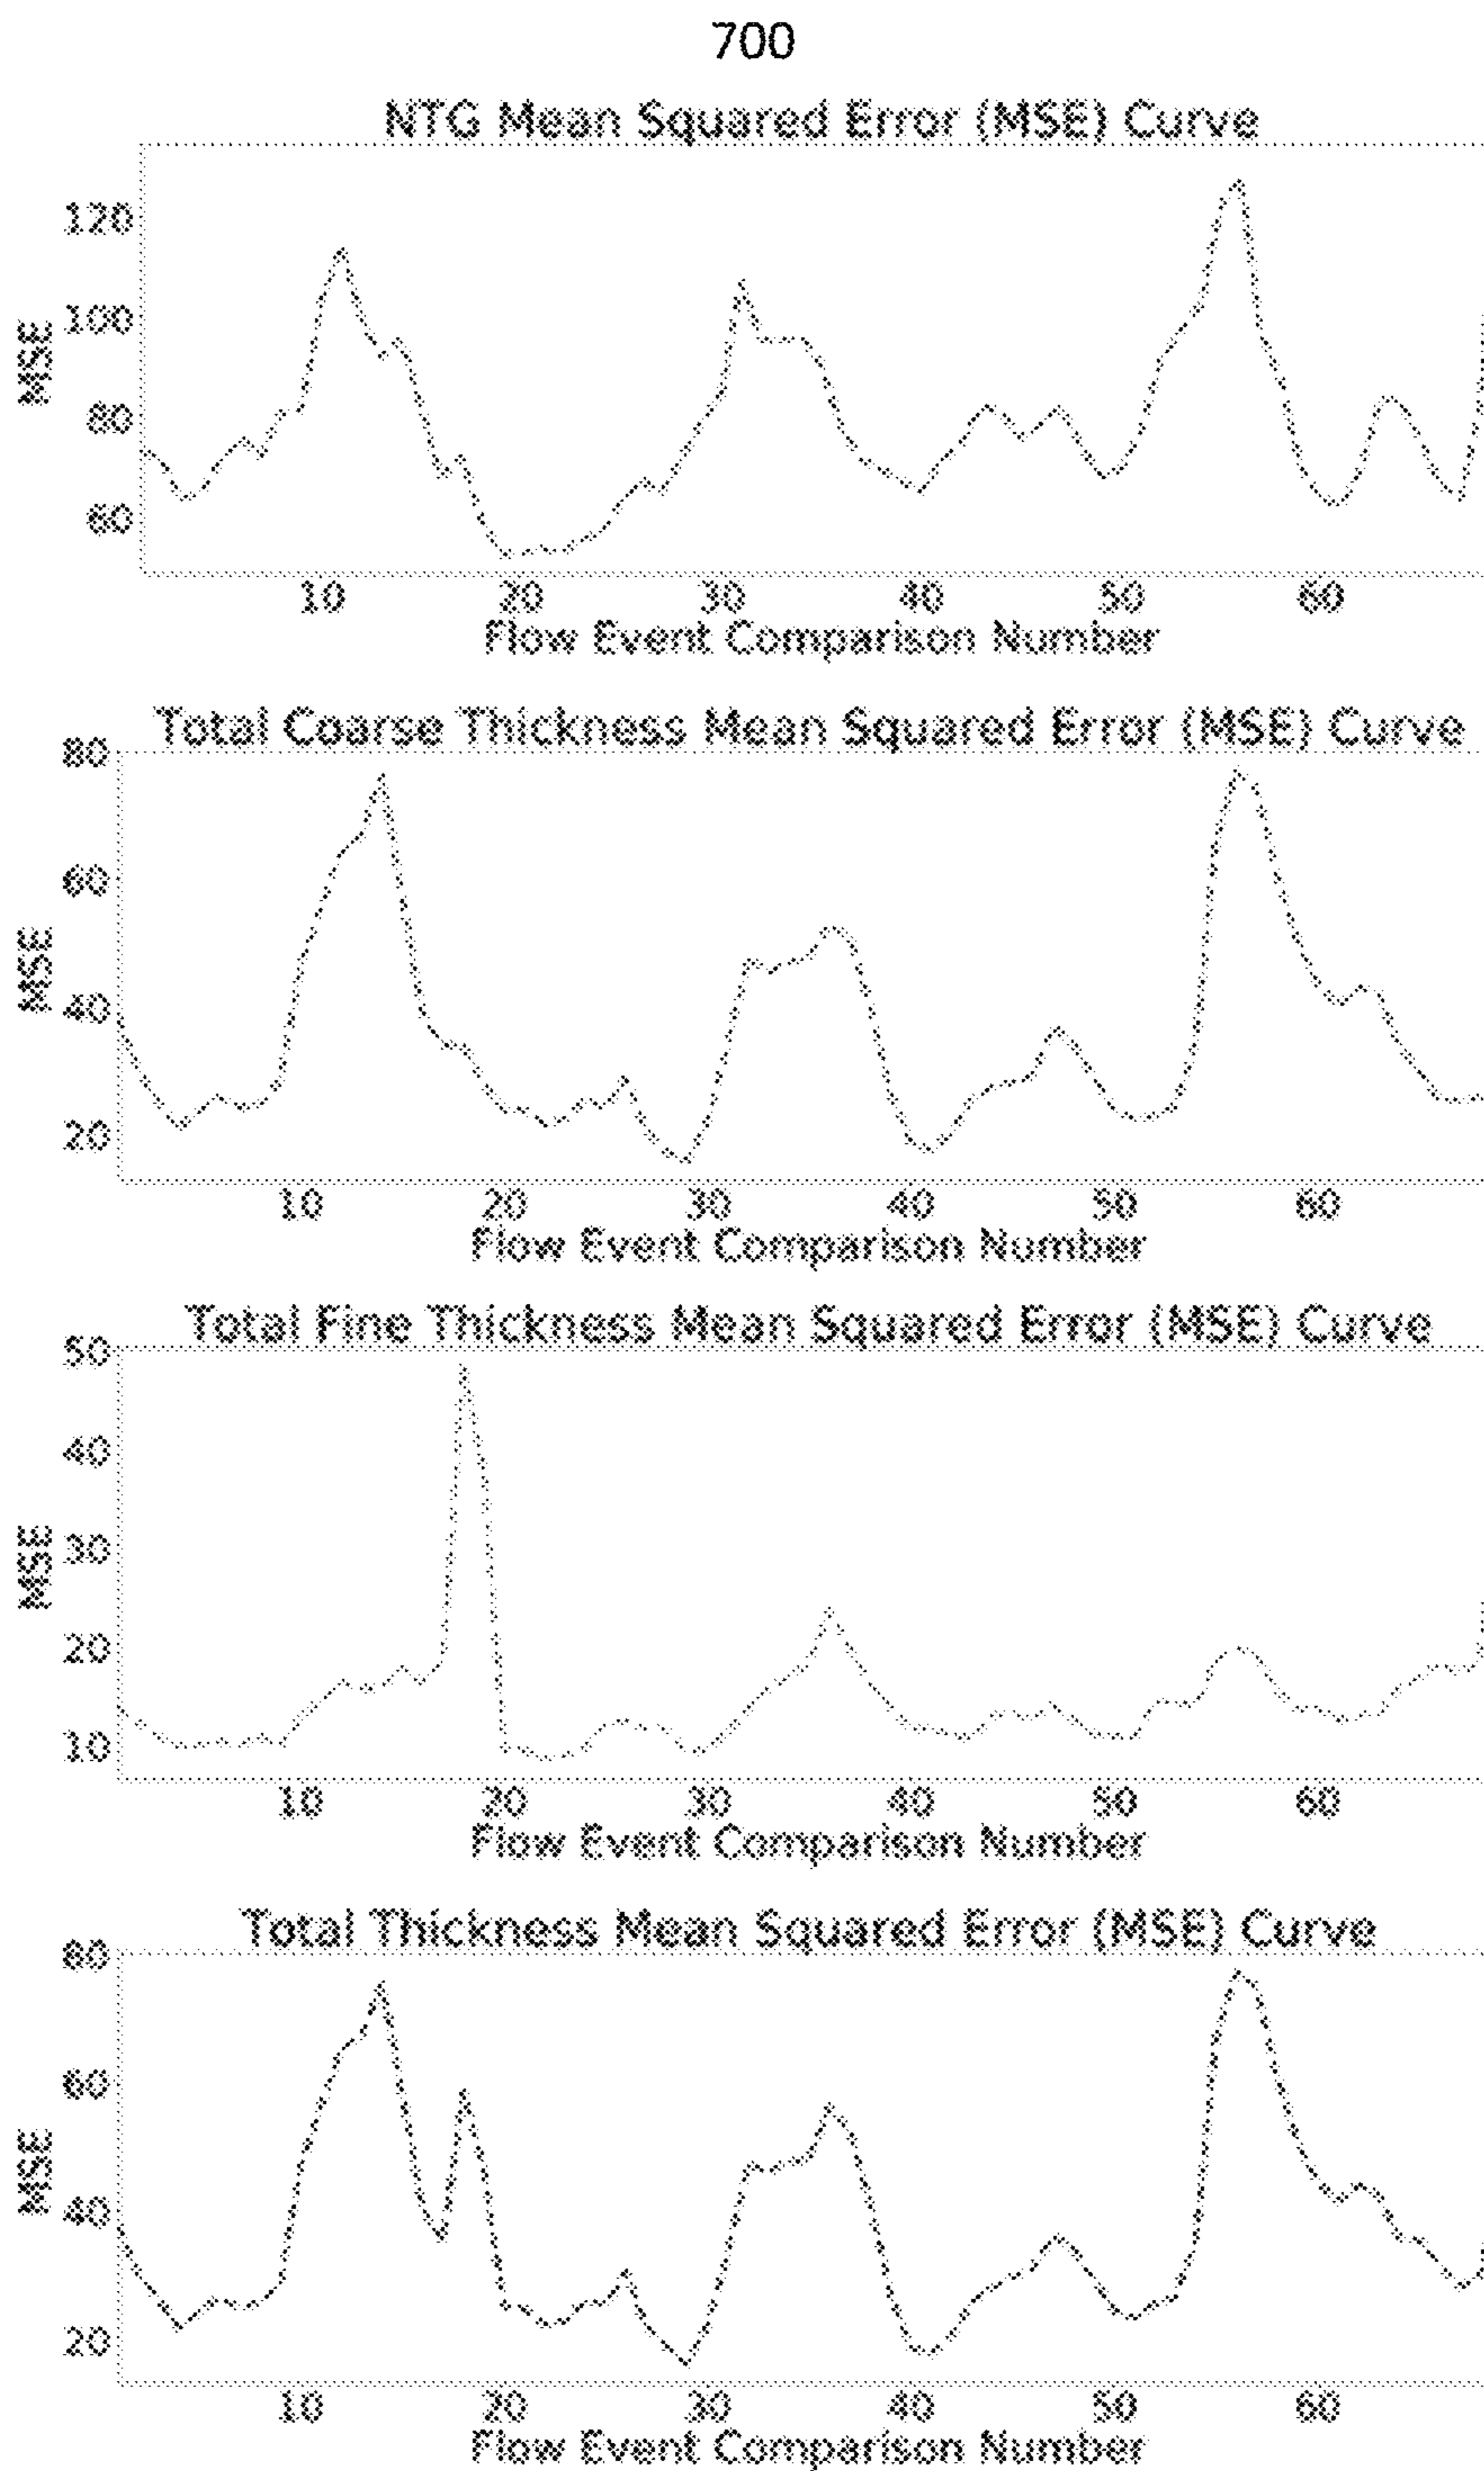 700
NTG Mean Squared Error (MSE) Curve
120
100
80
60
MSE
10 20 30 40 50 60
Flow Event Comparison Number
Total Coarse Thickness Mean Squared Error (MSE) Curve
80
60
40
20
MSE
10 20 30 40 50 60
Flow Event Comparison Number
Total Fine Thickness Mean Squared Error (MSE) Curve
50
40
30
20
10
MSE
10 20 30 40 50 60
Flow Event Comparison Number
Total Thickness Mean Squared Error (MSE) Curve
80
60
40
20
MSE
10 20 30 40 50 60
Flow Event Comparison Number